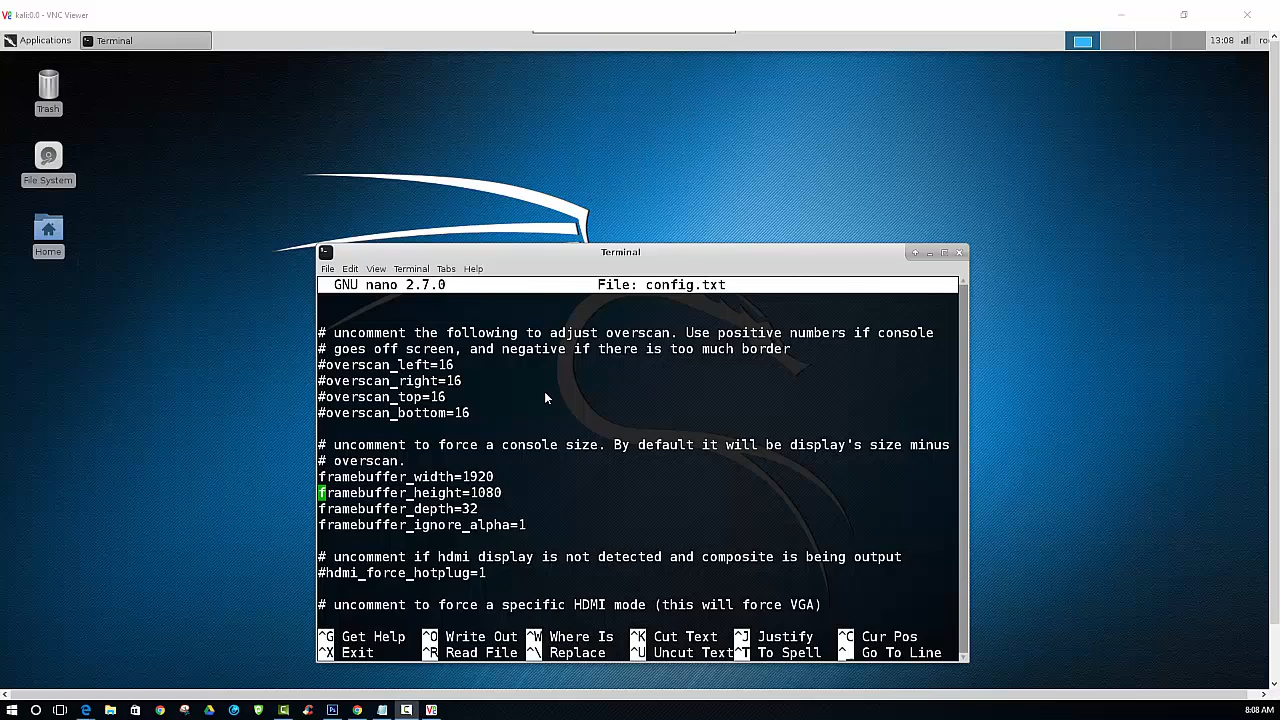 kali:0.0 - VNC Viewer
Applications
Terminal
13:08
ro
Trash
File System
Home
Terminal
File Edit View Terminal Tabs Help
GNU nano 2.7.0 File: config.txt
# uncomment the following to adjust overscan. Use positive numbers if console
# goes off screen, and negative if there is too much border
#overscan_left=16
#overscan_right=16
#overscan_top=16
#overscan_bottom=16
# uncomment to force a console size. By default it will be display's size minus
# overscan.
framebuffer_width=1920
framebuffer_height=1080
framebuffer_depth=32
framebuffer_ignore_alpha=1
# uncomment if hdmi display is not detected and composite is being output
#hdmi_force_hotplug=1
# uncomment to force a specific HDMI mode (this will force VGA)
^G Get Help ^O Write Out ^W Where Is ^K Cut Text ^J Justify ^C Cur Pos
^X Exit ^R Read File ^\ Replace ^U Uncut Text ^T To Spell ^_ Go To Line
8:08 AM